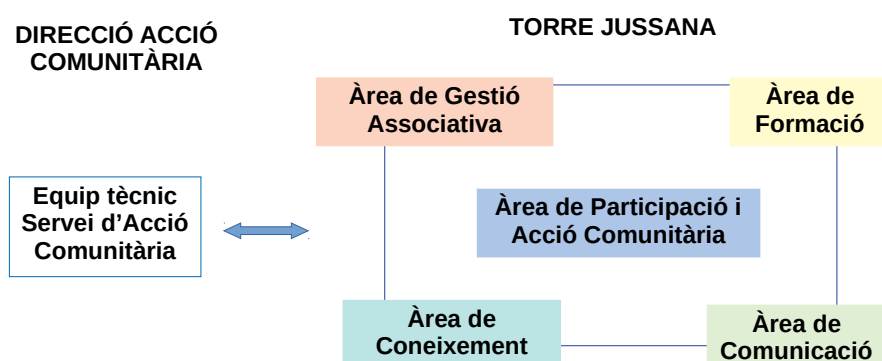 DIRECCIÓ ACCIÓ
COMUNITÀRIA
TORRE JUSSANA
Àrea de Gestió
Associativa
Àrea de
Formació
Equip tècnic
Servei d'Acció
Comunitària
Àrea de Participació i
Acció Comunitària
Àrea de
Coneixement
Àrea de
Comunicació